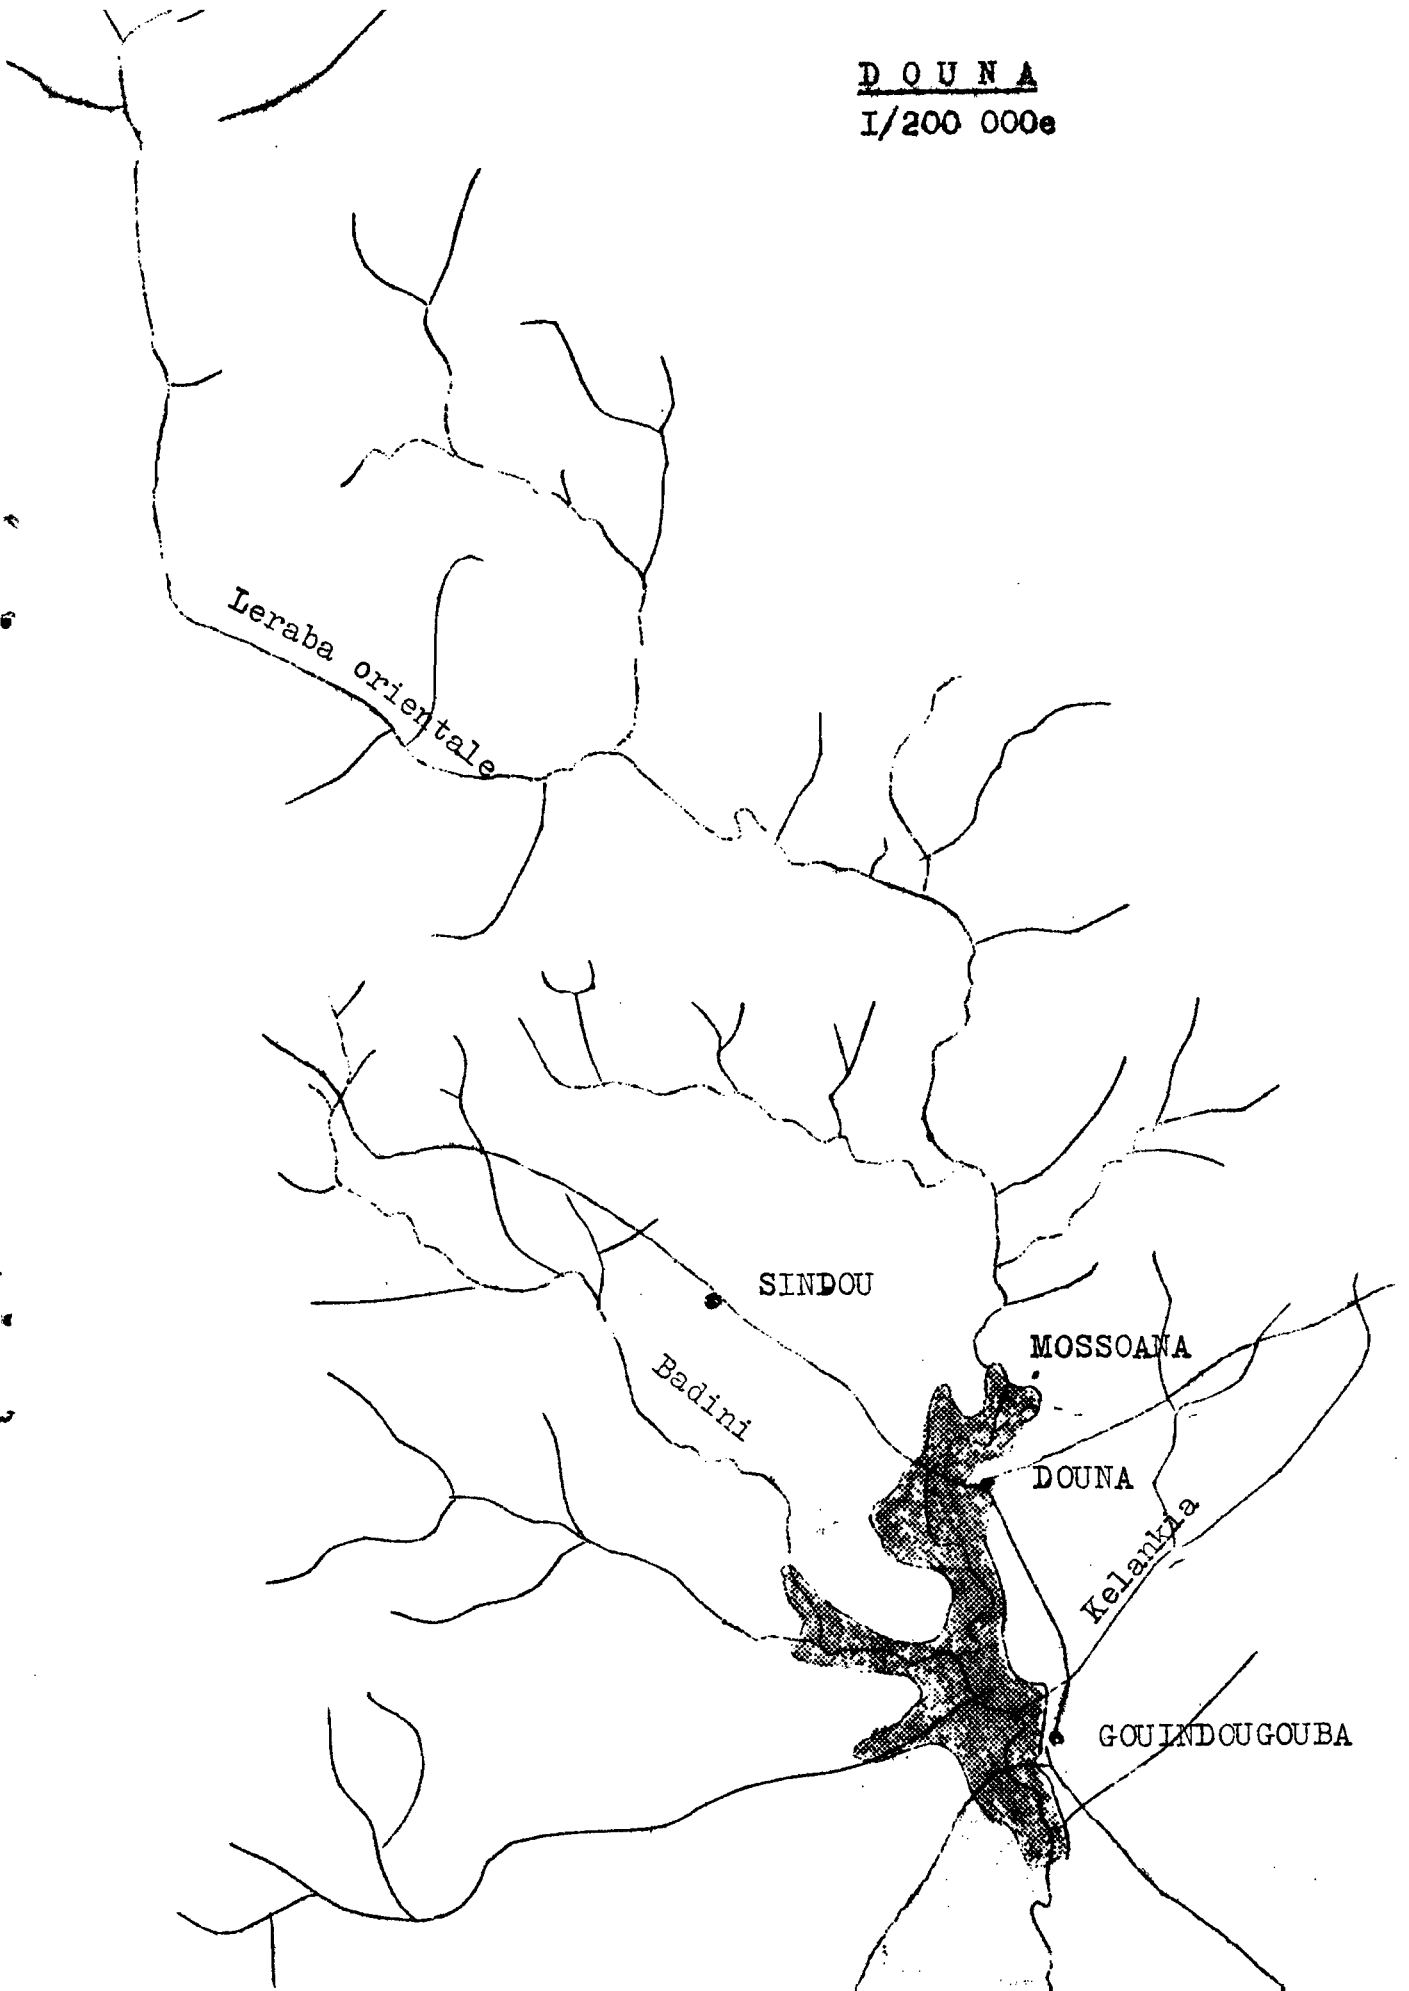 DOUNA
I/200 000e
Leraba orientale
SINDOU
MOSSOANA
Badini
DOUNA
Kelankia
GOUINDOUGOUBA